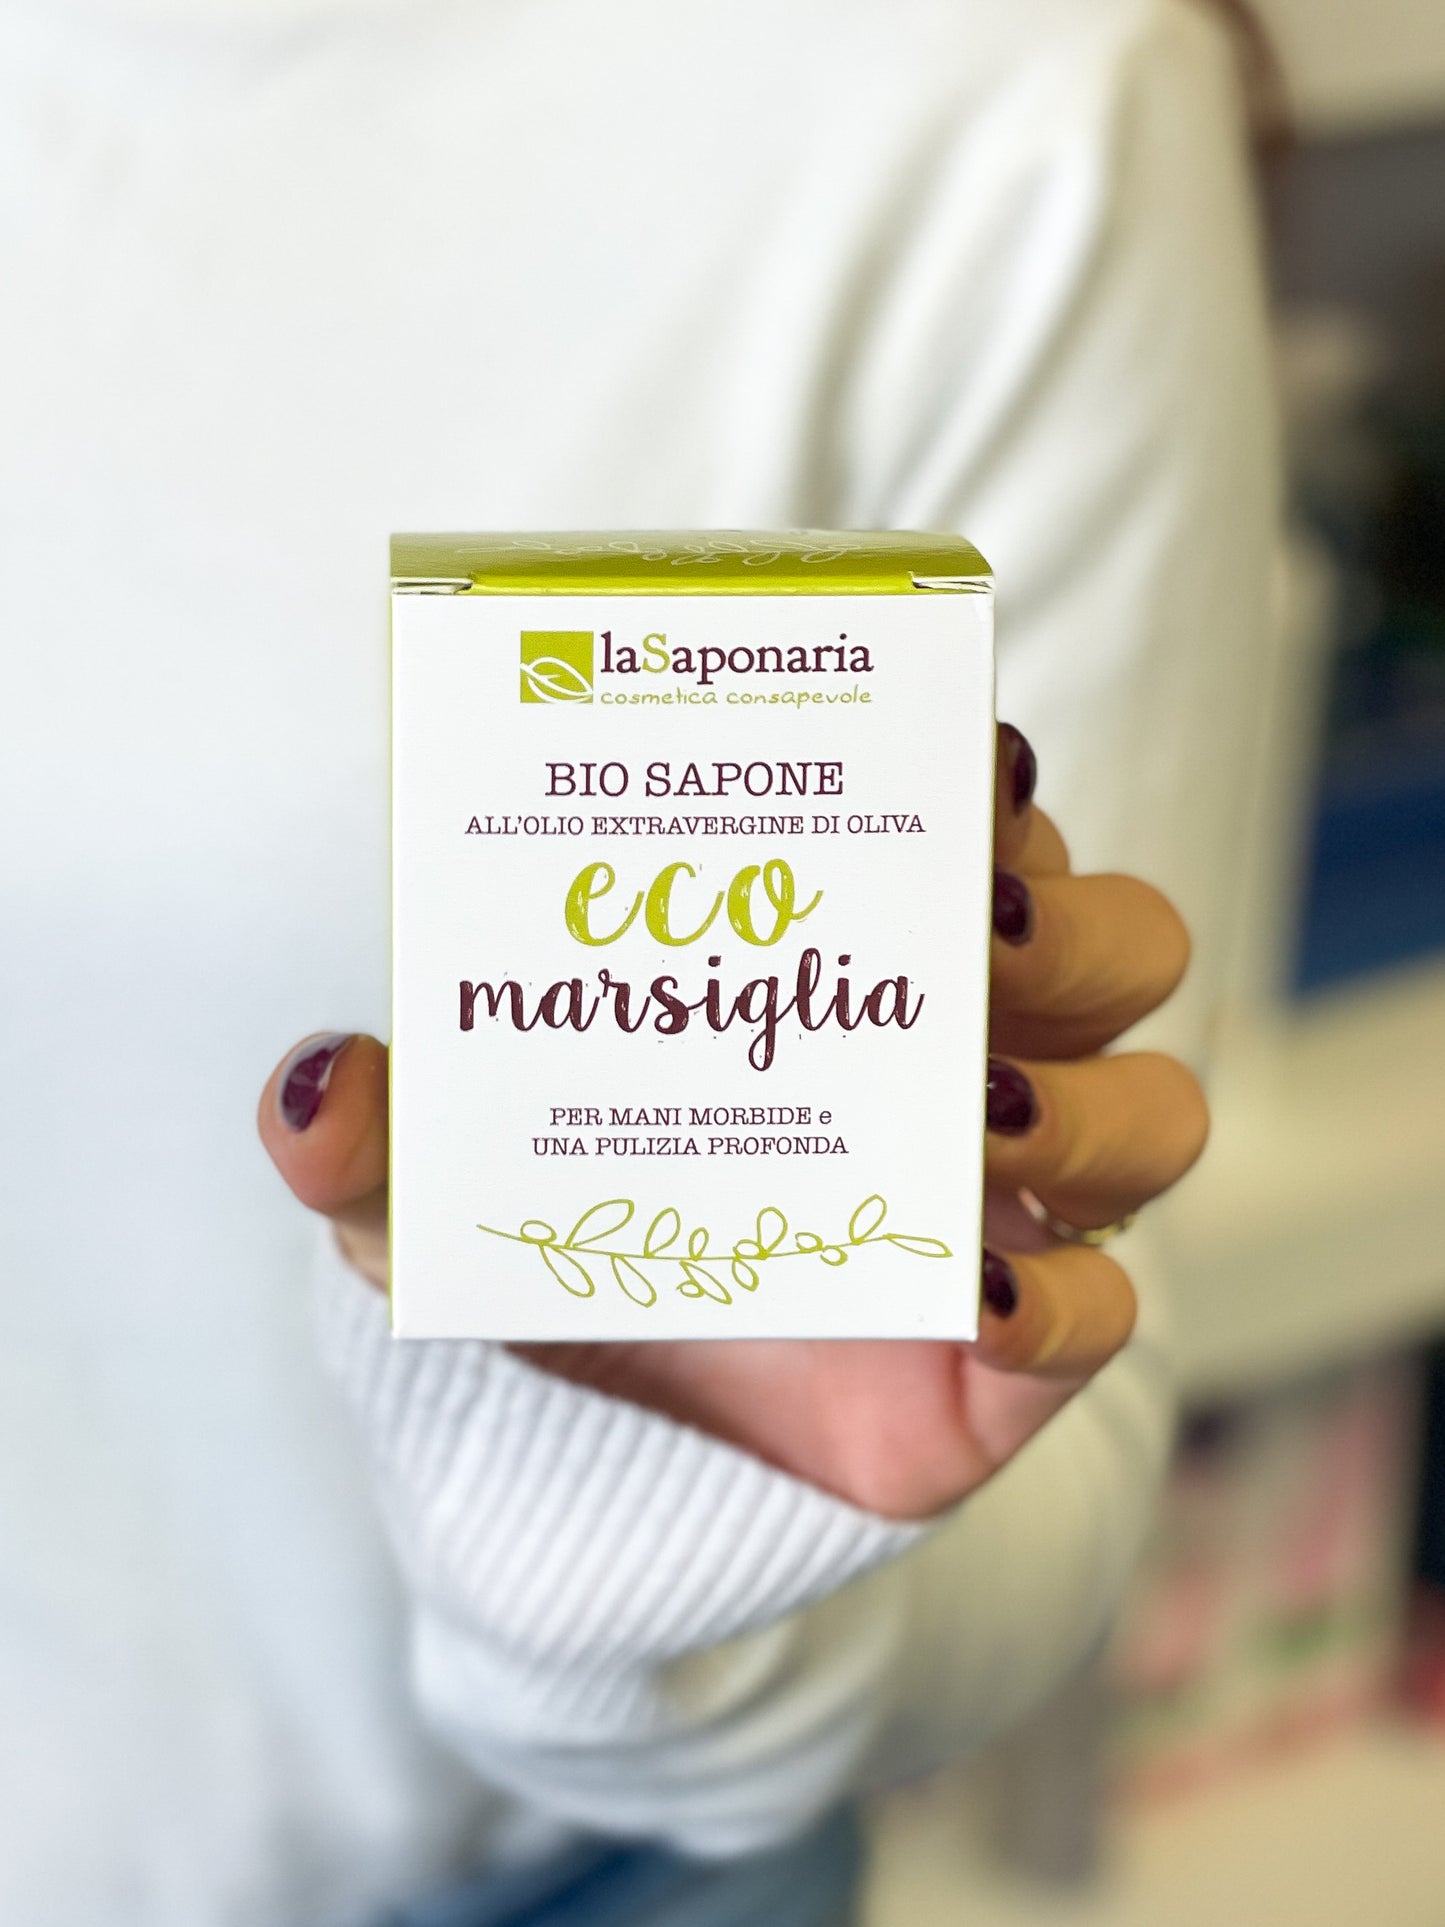 laSaponaria
cosmetica consapevole
BIO SAPONE
ALL'OLIO EXTRAVERGINE DI OLIVA
eco
marsiglia
PER MANI MORBIDE e
UNA PULIZIA PROFONDA